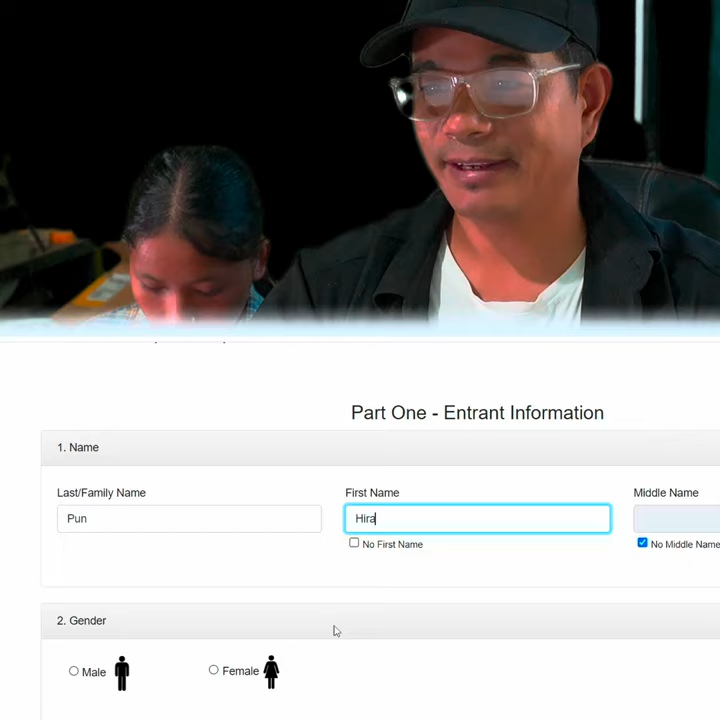 Part One - Entrant Information
1. Name
Last/Family Name
First Name
Middle Name
Pun
Hira
No First Name
No Middle Name
2. Gender
Male
Female